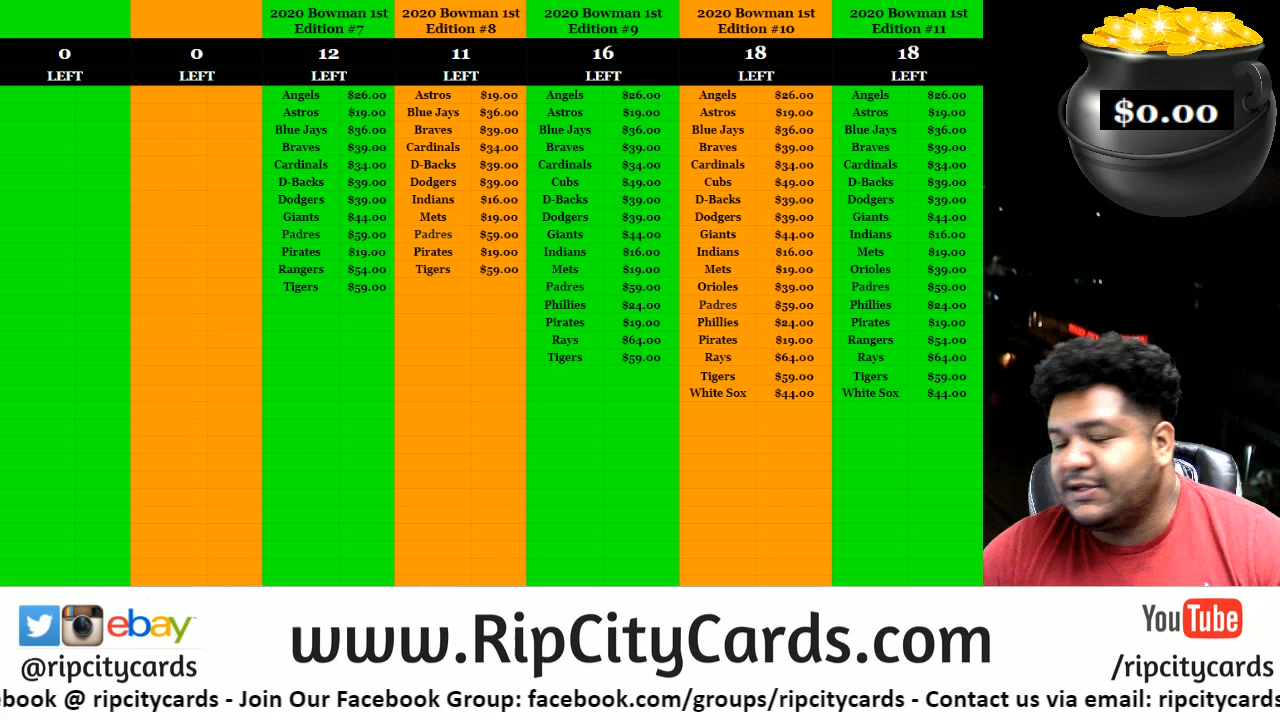 0
LEFT
0
LEFT
2020 Bowman 1st
Edition #7
12
LEFT
Angels $26.00
Astros $19.00
Blue Jays $36.00
Braves $39.00
Cardinals $34.00
D-Backs $39.00
Dodgers $39.00
Giants $44.00
Padres $59.00
Pirates $19.00
Rangers $54.00
Tigers $59.00
2020 Bowman 1st
Edition #8
11
LEFT
Astros $19.00
Blue Jays $36.00
Braves $39.00
Cardinals $34.00
D-Backs $39.00
Dodgers $39.00
Indians $16.00
Mets $19.00
Padres $59.00
Pirates $19.00
Tigers $59.00
2020 Bowman 1st
Edition #9
16
LEFT
Angels $26.00
Astros $19.00
Blue Jays $36.00
Braves $39.00
Cardinals $34.00
Cubs $49.00
D-Backs $39.00
Dodgers $39.00
Giants $44.00
Indians $16.00
Mets $19.00
Padres $59.00
Phillies $24.00
Pirates $19.00
Rays $64.00
Tigers $59.00
2020 Bowman 1st
Edition #10
18
LEFT
Angels $26.00
Astros $19.00
Blue Jays $36.00
Braves $39.00
Cardinals $34.00
Cubs $49.00
D-Backs $39.00
Dodgers $39.00
Giants $44.00
Indians $16.00
Mets $19.00
Orioles $39.00
Padres $59.00
Phillies $24.00
Pirates $19.00
Rays $64.00
Tigers $59.00
White Sox $44.00
2020 Bowman 1st
Edition #11
18
LEFT
Angels $26.00
Astros $19.00
Blue Jays $36.00
Braves $39.00
Cardinals $34.00
D-Backs $39.00
Dodgers $39.00
Giants $44.00
Indians $16.00
Mets $19.00
Orioles $39.00
Padres $59.00
Phillies $24.00
Pirates $19.00
Rangers $54.00
Rays $64.00
Tigers $59.00
White Sox $44.00
$0.00
ebay
@ripcitycards
www.RipCityCards.com
YouTube
/ripcitycards
ebook @ ripcitycards - Join Our Facebook Group: facebook.com/groups/ripcitycards - Contact us via email: ripcitycards